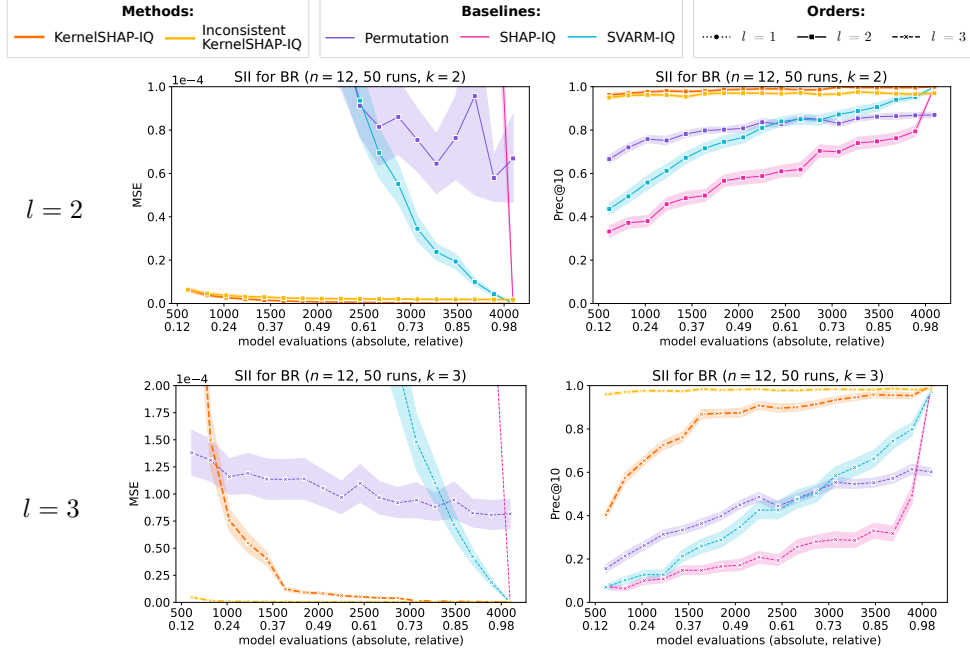 Methods:
KernelSHAP-IQ
Inconsistent
KernelSHAP-IQ
Baselines:
Permutation
SHAP-IQ
SVARM-IQ
Orders:
l = 1
l = 2
l = 3
l = 2
SII for BR (n = 12, 50 runs, k = 2)
1e−4
MSE
1.0
0.8
0.6
0.4
0.2
0.0
500 1000 1500 2000 2500 3000 3500 4000
0.12 0.24 0.37 0.49 0.61 0.73 0.85 0.98
model evaluations (absolute, relative)
SII for BR (n = 12, 50 runs, k = 2)
Prec@10
1.0
0.8
0.6
0.4
0.2
0.0
500 1000 1500 2000 2500 3000 3500 4000
0.12 0.24 0.37 0.49 0.61 0.73 0.85 0.98
model evaluations (absolute, relative)
l = 3
SII for BR (n = 12, 50 runs, k = 3)
1e−4
MSE
2.00
1.75
1.50
1.25
1.00
0.75
0.50
0.25
0.00
500 1000 1500 2000 2500 3000 3500 4000
0.12 0.24 0.37 0.49 0.61 0.73 0.85 0.98
model evaluations (absolute, relative)
SII for BR (n = 12, 50 runs, k = 3)
Prec@10
1.0
0.8
0.6
0.4
0.2
0.0
500 1000 1500 2000 2500 3000 3500 4000
0.12 0.24 0.37 0.49 0.61 0.73 0.85 0.98
model evaluations (absolute, relative)